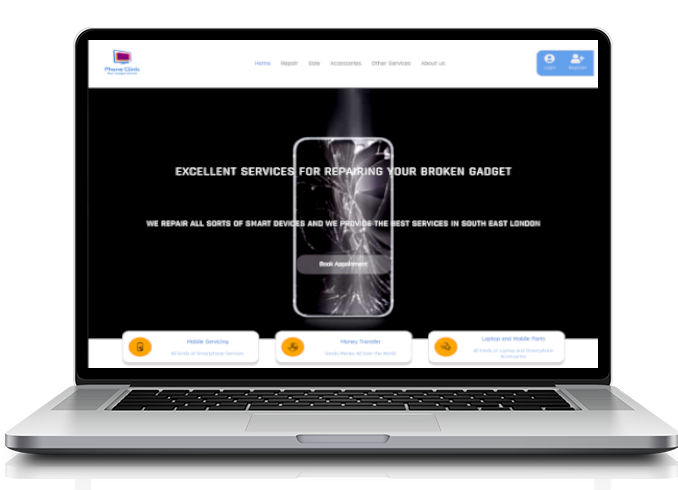 Phone Clinic
Home Repair Sale Accessories Other Services About us
Login Register
EXCELLENT SERVICES FOR REPAIRING YOUR BROKEN GADGET
WE REPAIR ALL SORTS OF SMART DEVICES AND WE PROVIDE THE BEST SERVICES IN SOUTH EAST LONDON
Book Appointment
Mobile Servicing
All Kinds of Smartphone Services
Money Transfer
Sends Money All Over the World
Laptop and Mobile Parts
All Kinds of Laptop and Smartphone
Accessories